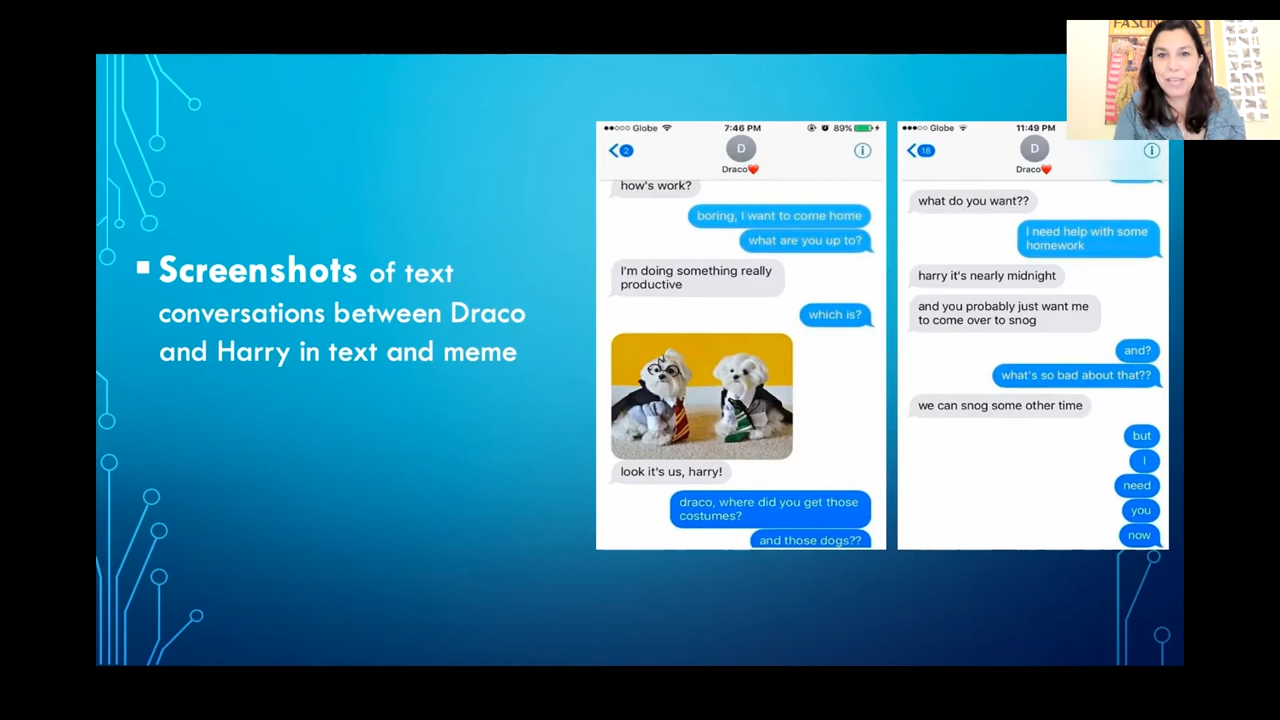 Screenshots of text
conversations between Draco
and Harry in text and meme
Globe 7:46 PM 89%
2
D
Draco❤️
how's work?
boring, I want to come home
what are you up to?
I'm doing something really
productive
which is?
look it's us, harry!
draco, where did you get those
costumes?
and those dogs??
Globe 11:49 PM
18
D
Draco❤️
what do you want??
I need help with some
homework
harry it's nearly midnight
and you probably just want me
to come over to snog
and?
what's so bad about that??
we can snog some other time
but
I
need
you
now